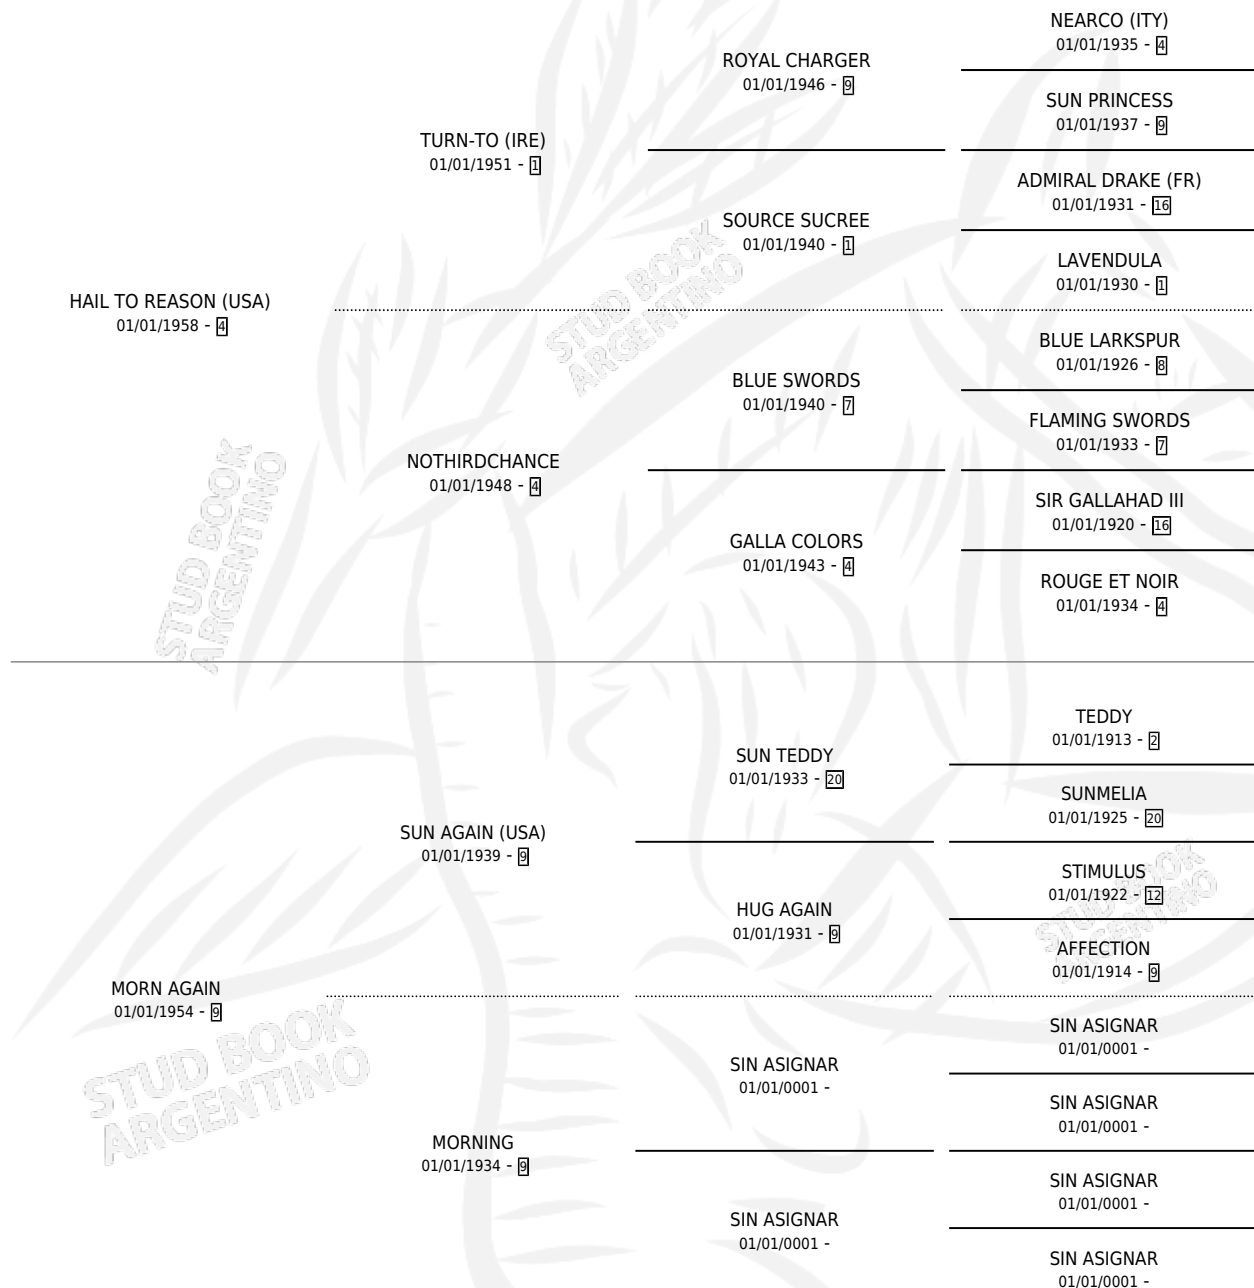 NEARCO (ITY)
01/01/1935 - 4
ROYAL CHARGER
01/01/1946 - 9
SUN PRINCESS
01/01/1937 - 9
TURN-TO (IRE)
01/01/1951 - 1
ADMIRAL DRAKE (FR)
01/01/1931 - 16
SOURCE SUCREE
01/01/1940 - 1
LAVENDULA
01/01/1930 - 1
HAIL TO REASON (USA)
01/01/1958 - 4
BLUE LARKSPUR
01/01/1926 - 8
BLUE SWORDS
01/01/1940 - 7
FLAMING SWORDS
01/01/1933 - 7
NOTHIRDCHANCE
01/01/1948 - 4
SIR GALLAHAD III
01/01/1920 - 16
GALLA COLORS
01/01/1943 - 4
ROUGE ET NOIR
01/01/1934 - 4
TEDDY
01/01/1913 - 2
SUN TEDDY
01/01/1933 - 20
SUNMELIA
01/01/1925 - 20
SUN AGAIN (USA)
01/01/1939 - 9
STIMULUS
01/01/1922 - 12
HUG AGAIN
01/01/1931 - 9
AFFECTION
01/01/1914 - 9
MORN AGAIN
01/01/1954 - 9
SIN ASIGNAR
01/01/0001 -
SIN ASIGNAR
01/01/0001 -
SIN ASIGNAR
01/01/0001 -
MORNING
01/01/1934 - 9
SIN ASIGNAR
01/01/0001 -
SIN ASIGNAR
01/01/0001 -
SIN ASIGNAR
01/01/0001 -
STUD BOOK
ARGENTINO
STUD BOOK
ARGENTINO
STUD BOOK
ARGENTINO
STUD BOOK
ARGENTINO